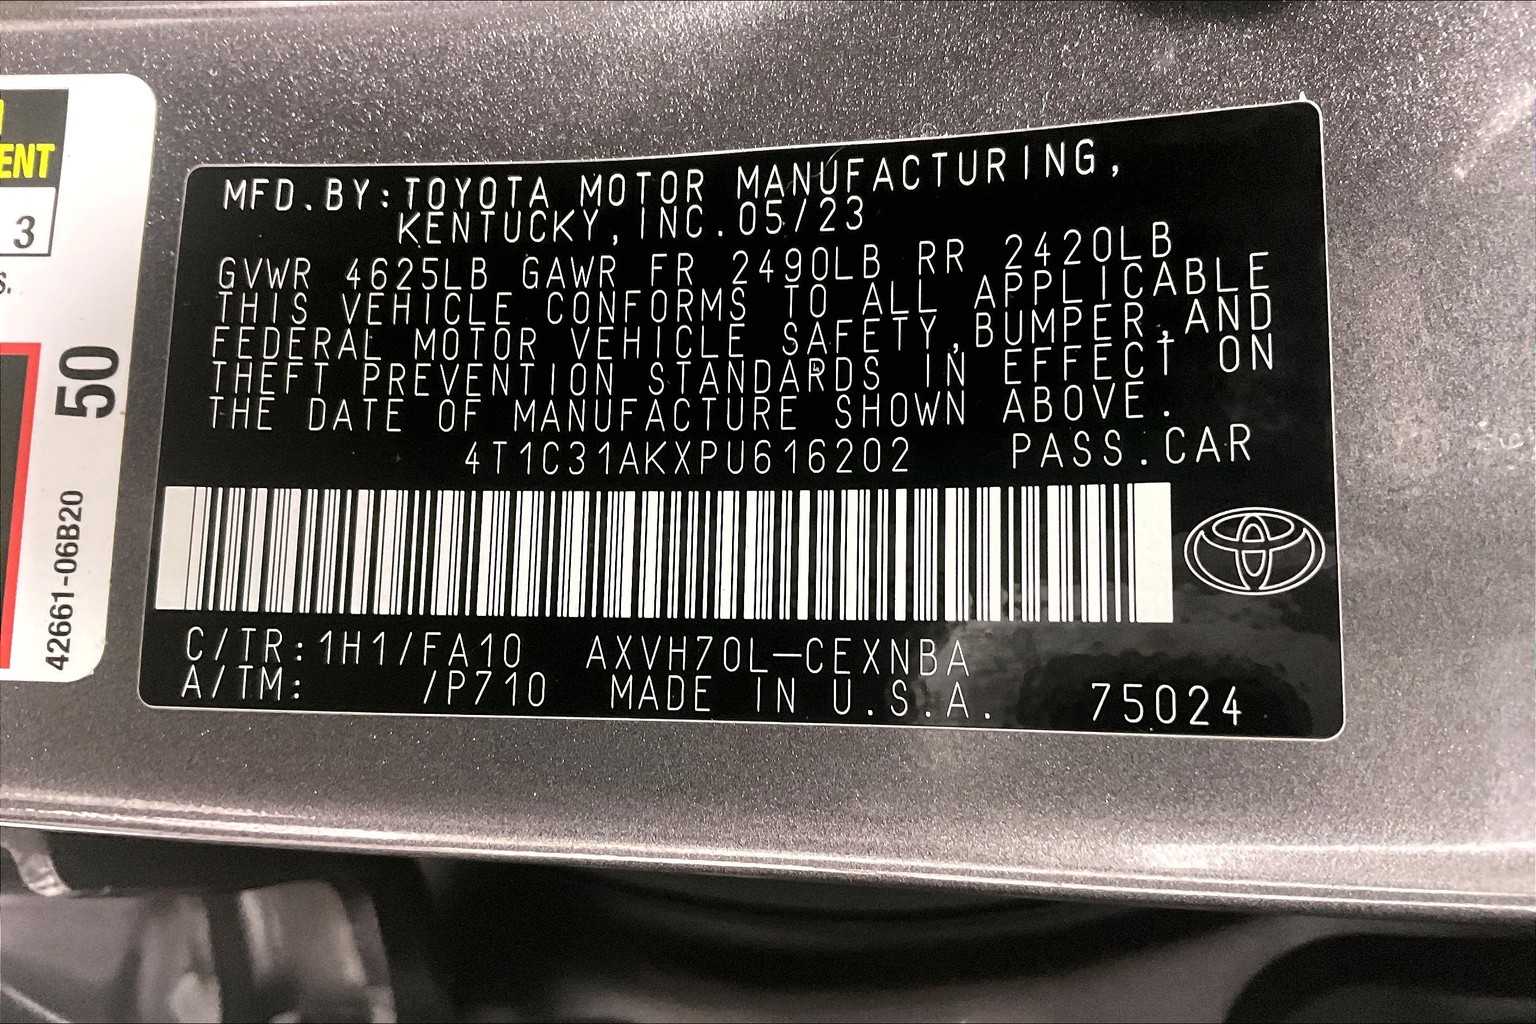 ENT
3
S.
50
42661-06B20
MFD.BY:TOYOTA MOTOR MANUFACTURING,
KENTUCKY,INC.05/23
GVWR 4625LB GAWR FR 2490LB RR 2420LB
THIS VEHICLE CONFORMS TO ALL APPLICABLE
FEDERAL MOTOR VEHICLE SAFETY,BUMPER,AND
THEFT PREVENTION STANDARDS IN EFFECT ON
THE DATE OF MANUFACTURE SHOWN ABOVE.
4T1C31AKXPU616202 PASS.CAR
C/TR:1H1/FA10 AXVH70L-CEXNBA
A/TM: /P710 MADE IN U.S.A. 75024